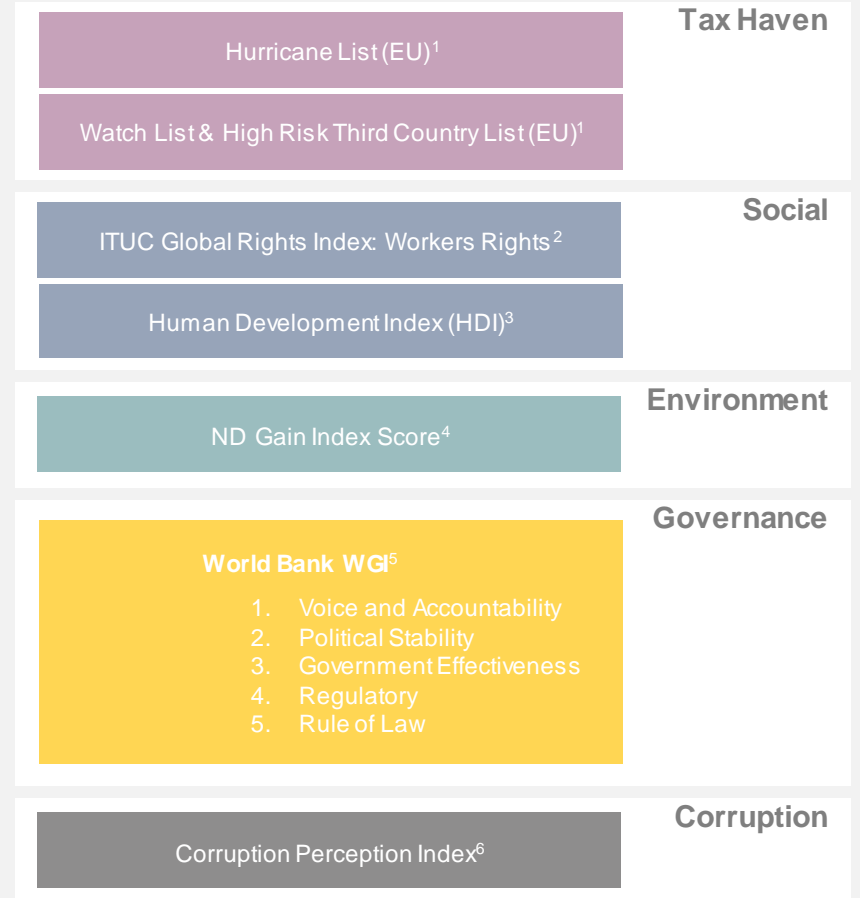 Tax Haven
Hurricane List (EU)¹
Watch List & High Risk Third Country List (EU)¹
Social
ITUC Global Rights Index: Workers Rights²
Human Development Index (HDI)³
Environment
ND Gain Index Score⁴
Governance
World Bank WGI⁵
1. Voice and Accountability
2. Political Stability
3. Government Effectiveness
4. Regulatory
5. Rule of Law
Corruption
Corruption Perception Index⁶